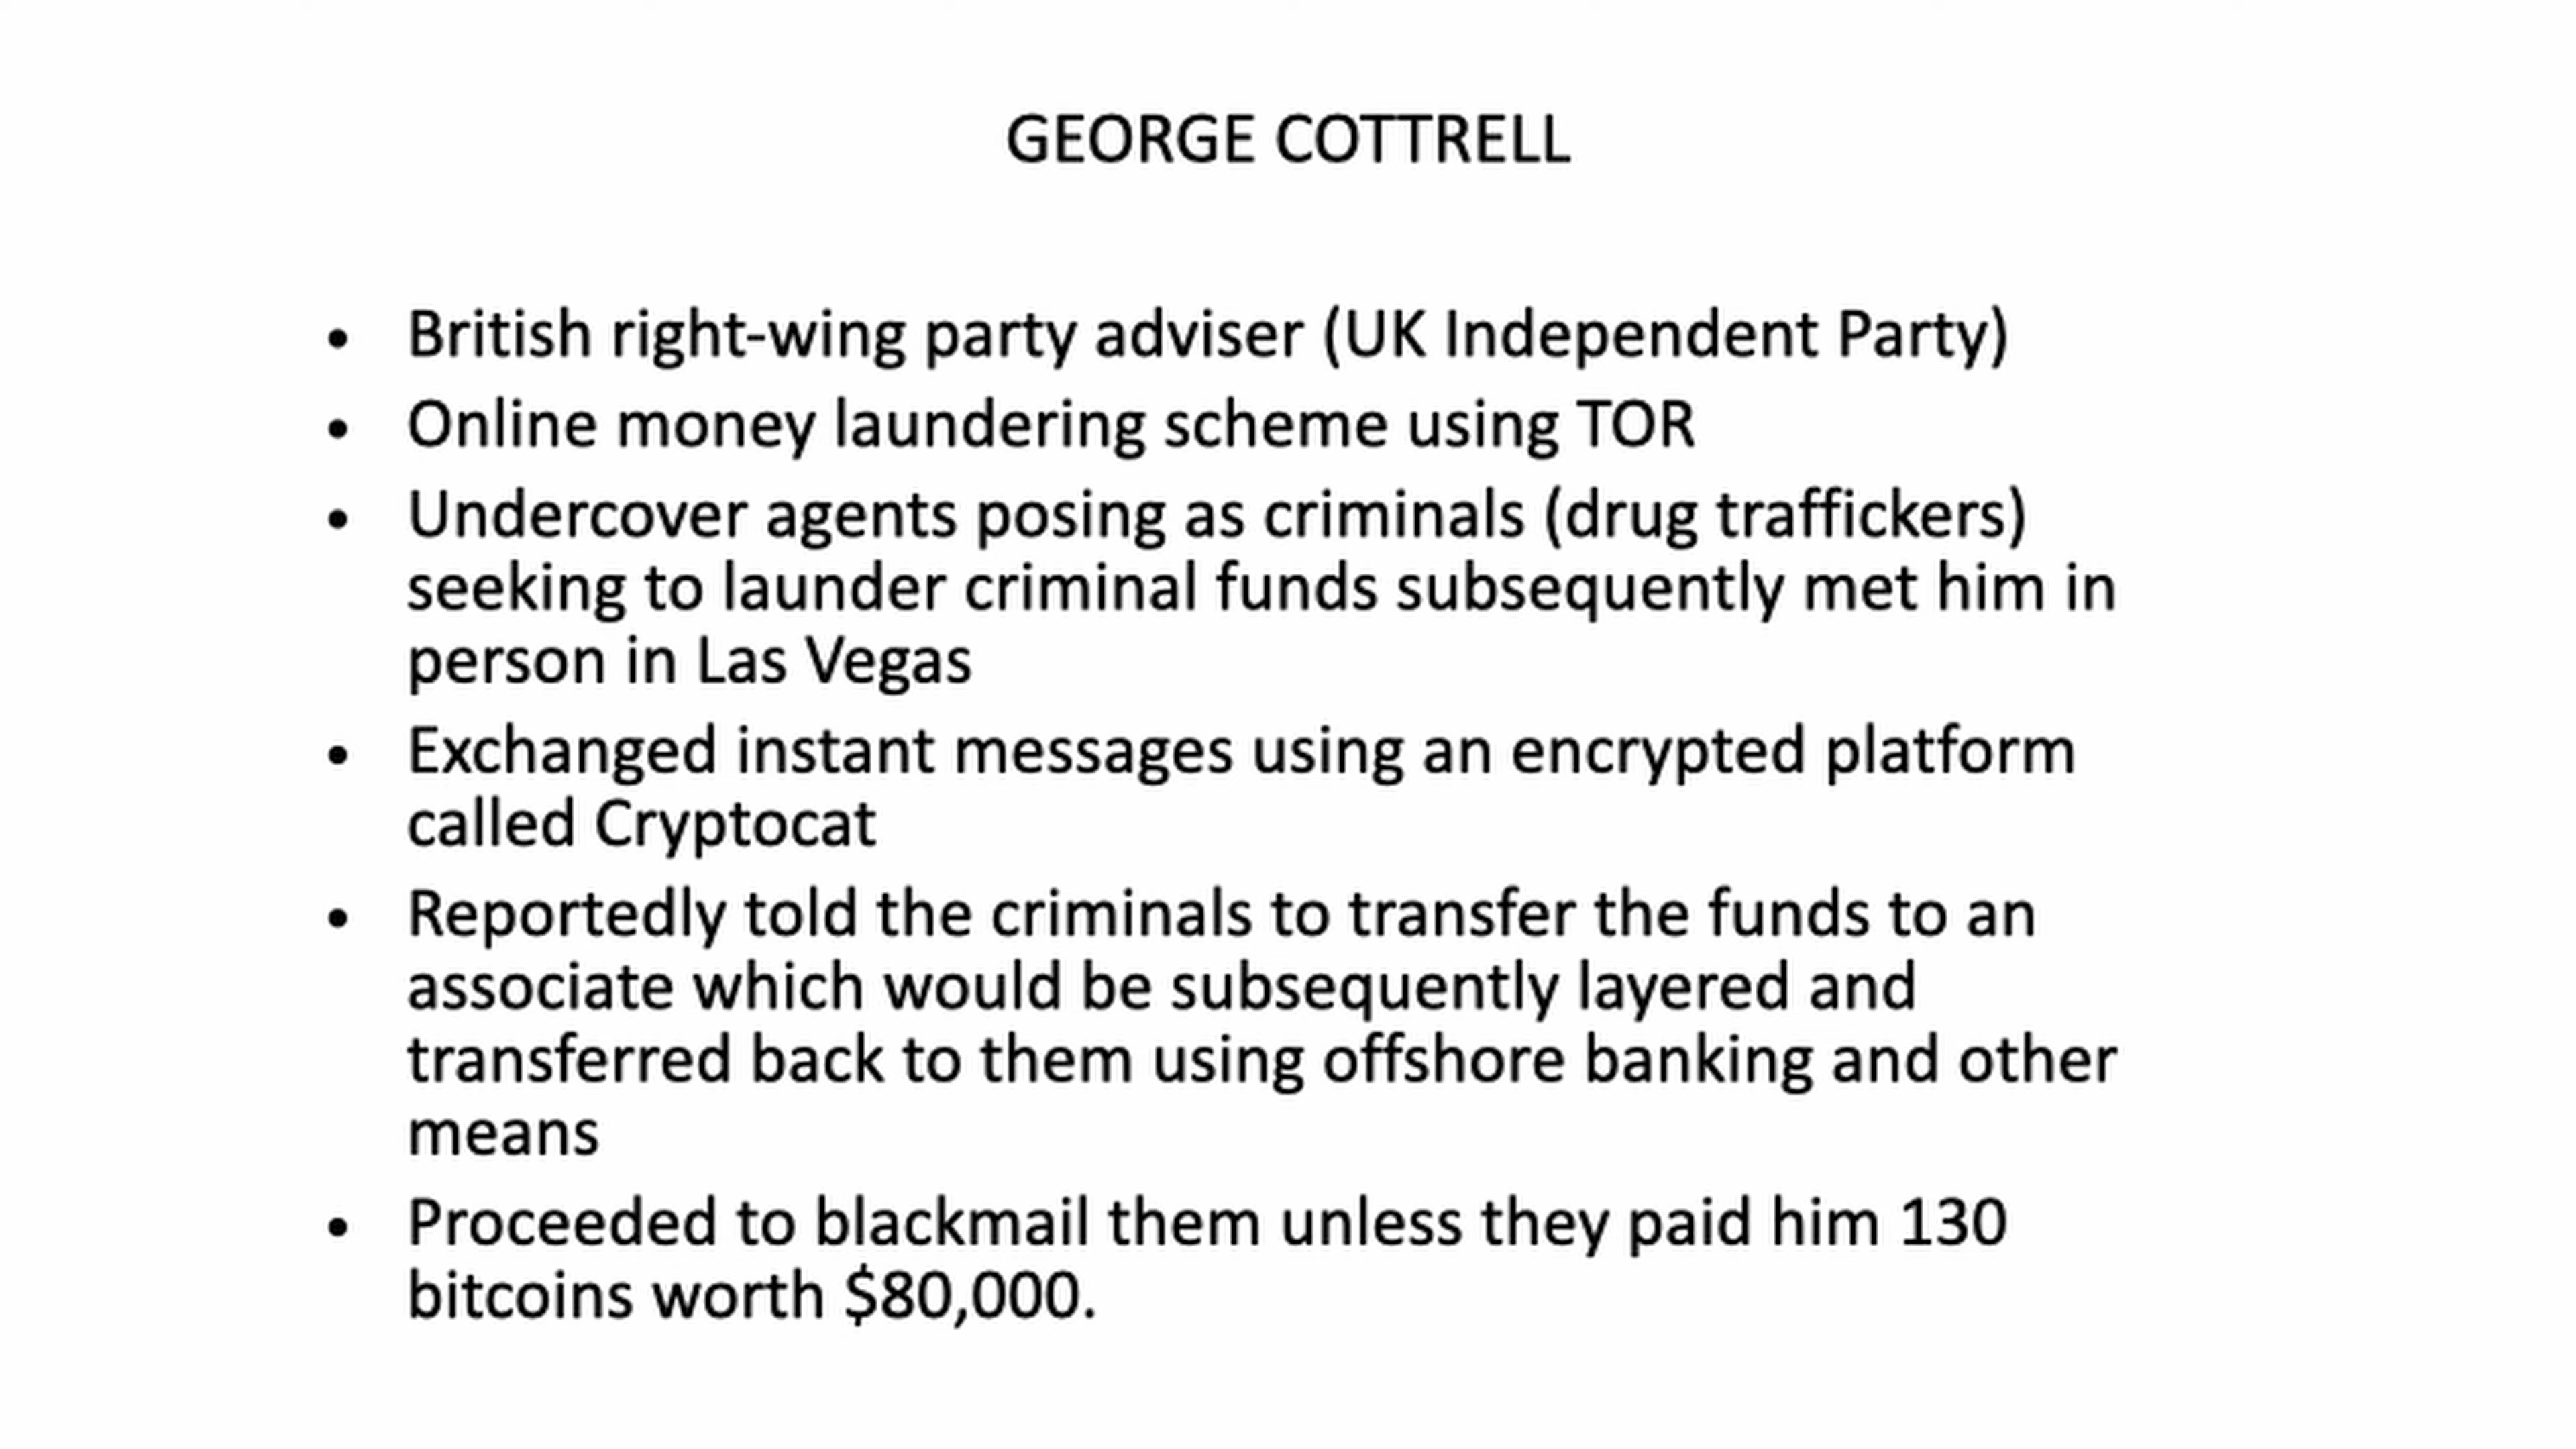 GEORGE COTTRELL
• British right-wing party adviser (UK Independent Party)
• Online money laundering scheme using TOR
• Undercover agents posing as criminals (drug traffickers)
seeking to launder criminal funds subsequently met him in
person in Las Vegas
• Exchanged instant messages using an encrypted platform
called Cryptocat
• Reportedly told the criminals to transfer the funds to an
associate which would be subsequently layered and
transferred back to them using offshore banking and other
means
• Proceeded to blackmail them unless they paid him 130
bitcoins worth $80,000.